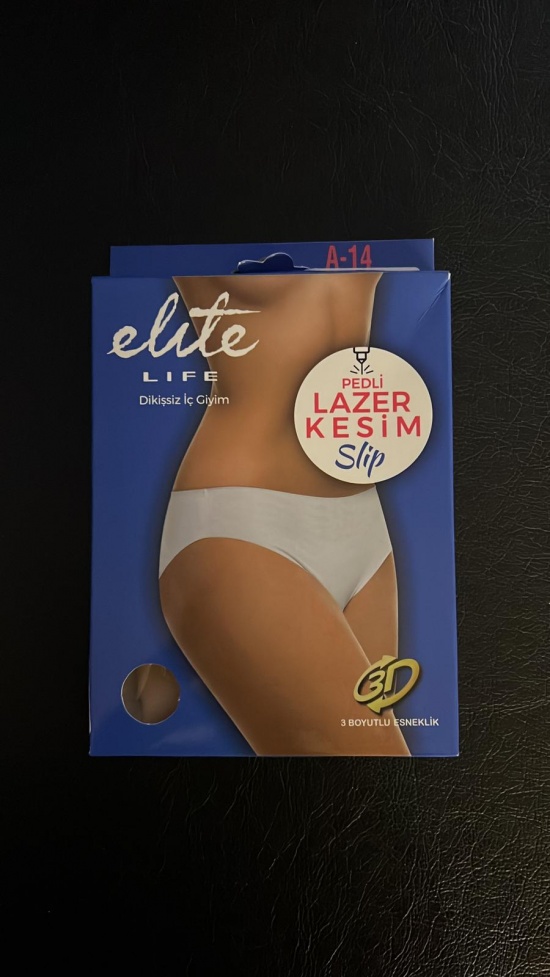 A-14
elite
LIFE
Dikişsiz İç Giyim
PEDLİ
LAZER
KESİM
Slip
3D
3 BOYUTLU ESNEKLİK